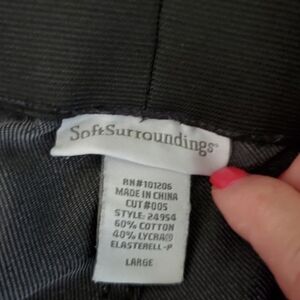 SoftSurroundings®
RN#101206
MADE IN CHINA
CUT#005
STYLE: 24954
60% COTTON
40% LYCRA®
ELASTERELL-P
LARGE